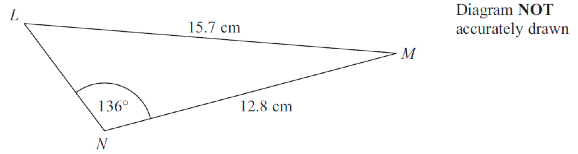 L
15.7 cm
Diagram NOT
accurately drawn
M
136°
12.8 cm
N